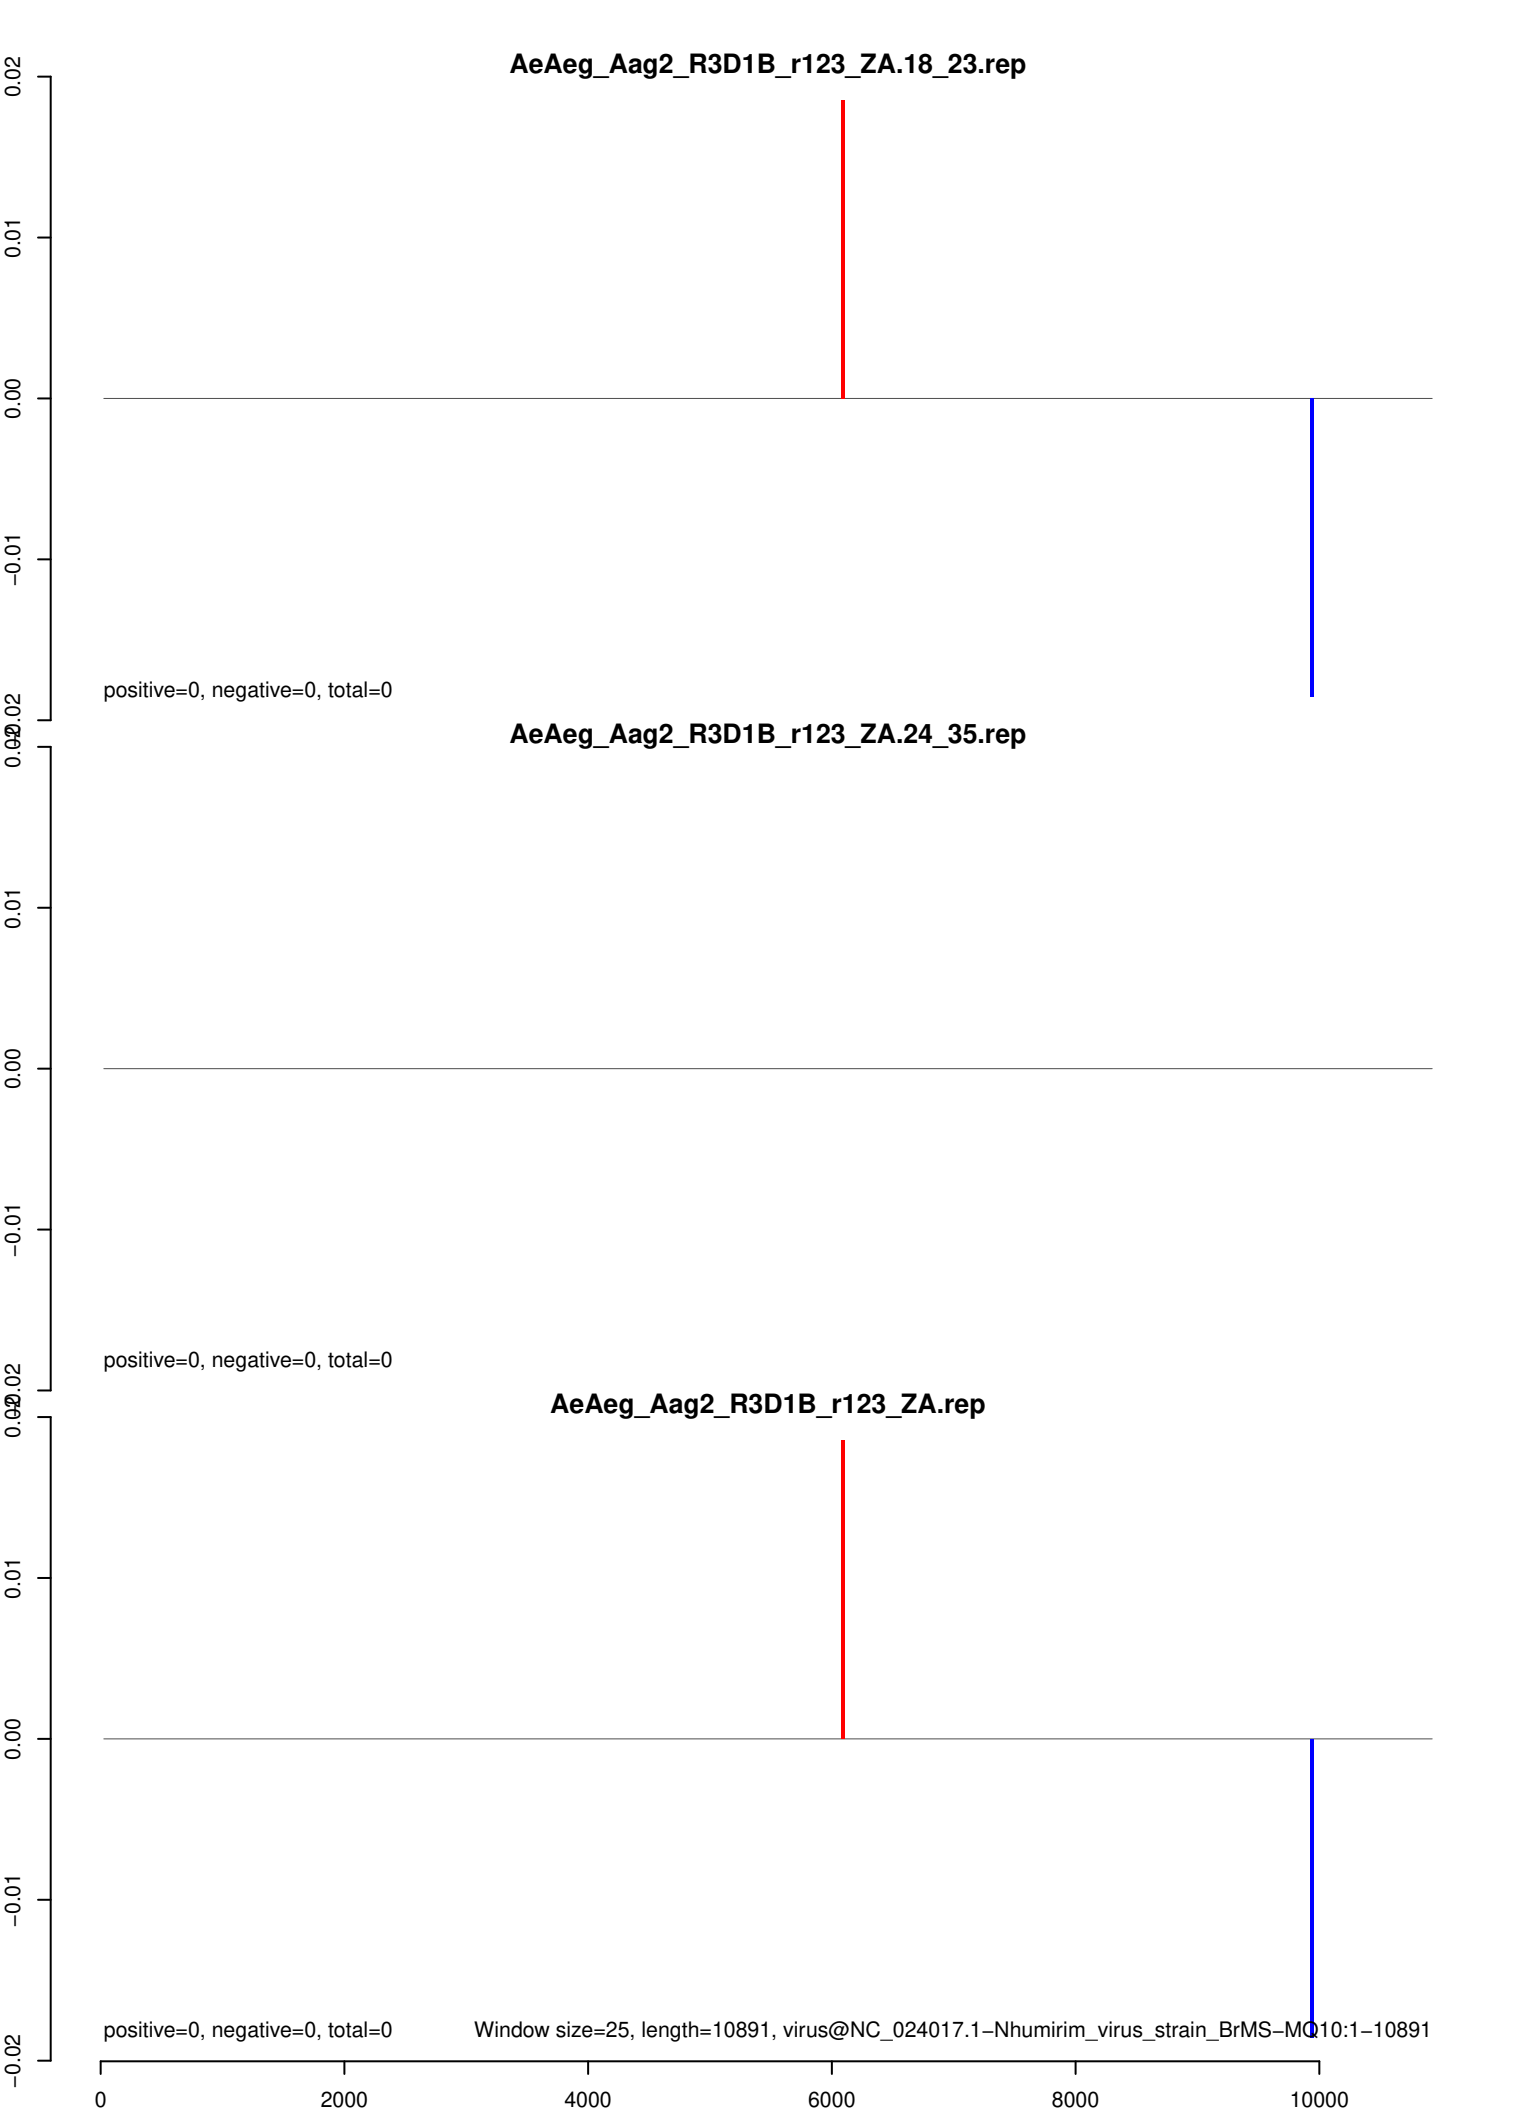 AeAeg_Aag2_R3D1B_r123_ZA.18_23.rep
0.02
0.01
0.00
−0.01
−0.02
positive=0, negative=0, total=0
AeAeg_Aag2_R3D1B_r123_ZA.24_35.rep
0.02
0.01
0.00
−0.01
−0.02
positive=0, negative=0, total=0
AeAeg_Aag2_R3D1B_r123_ZA.rep
0.02
0.01
0.00
−0.01
−0.02
positive=0, negative=0, total=0
Window size=25, length=10891, virus@NC_024017.1−Nhumirim_virus_strain_BrMS−MQ10:1−10891
0 2000 4000 6000 8000 10000